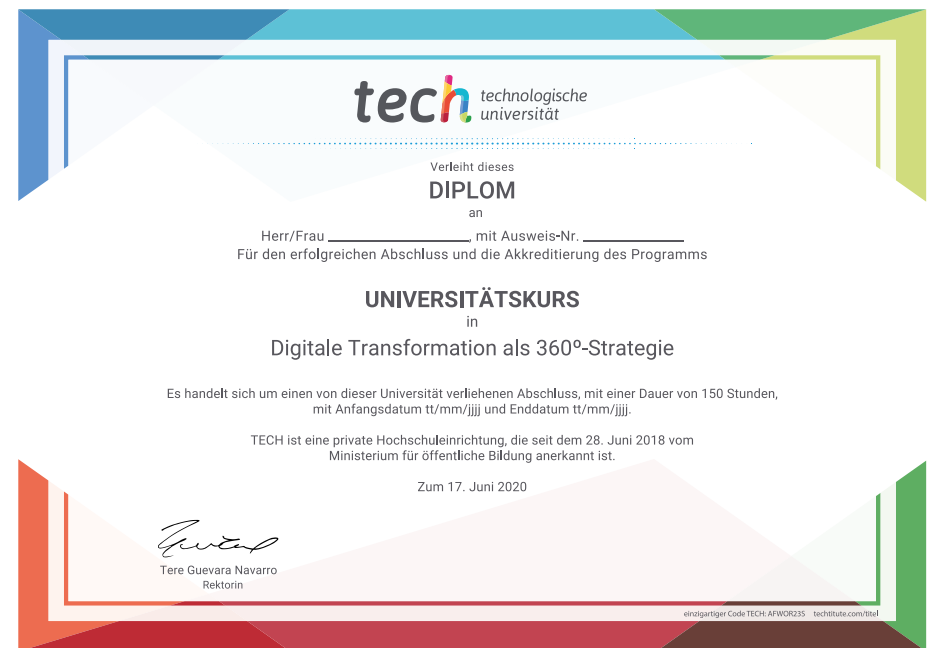 tech technologische
universität
Verleiht dieses
DIPLOM
an
Herr/Frau ____________________, mit Ausweis-Nr. ______________
Für den erfolgreichen Abschluss und die Akkreditierung des Programms
UNIVERSITÄTSKURS
in
Digitale Transformation als 360º-Strategie
Es handelt sich um einen von dieser Universität verliehenen Abschluss, mit einer Dauer von 150 Stunden,
mit Anfangsdatum tt/mm/jjjj und Enddatum tt/mm/jjjj.
TECH ist eine private Hochschuleinrichtung, die seit dem 28. Juni 2018 vom
Ministerium für öffentliche Bildung anerkannt ist.
Zum 17. Juni 2020
Tere Guevara Navarro
Rektorin
einzigartiger Code TECH: AFWOR23S techtitute.com/titel